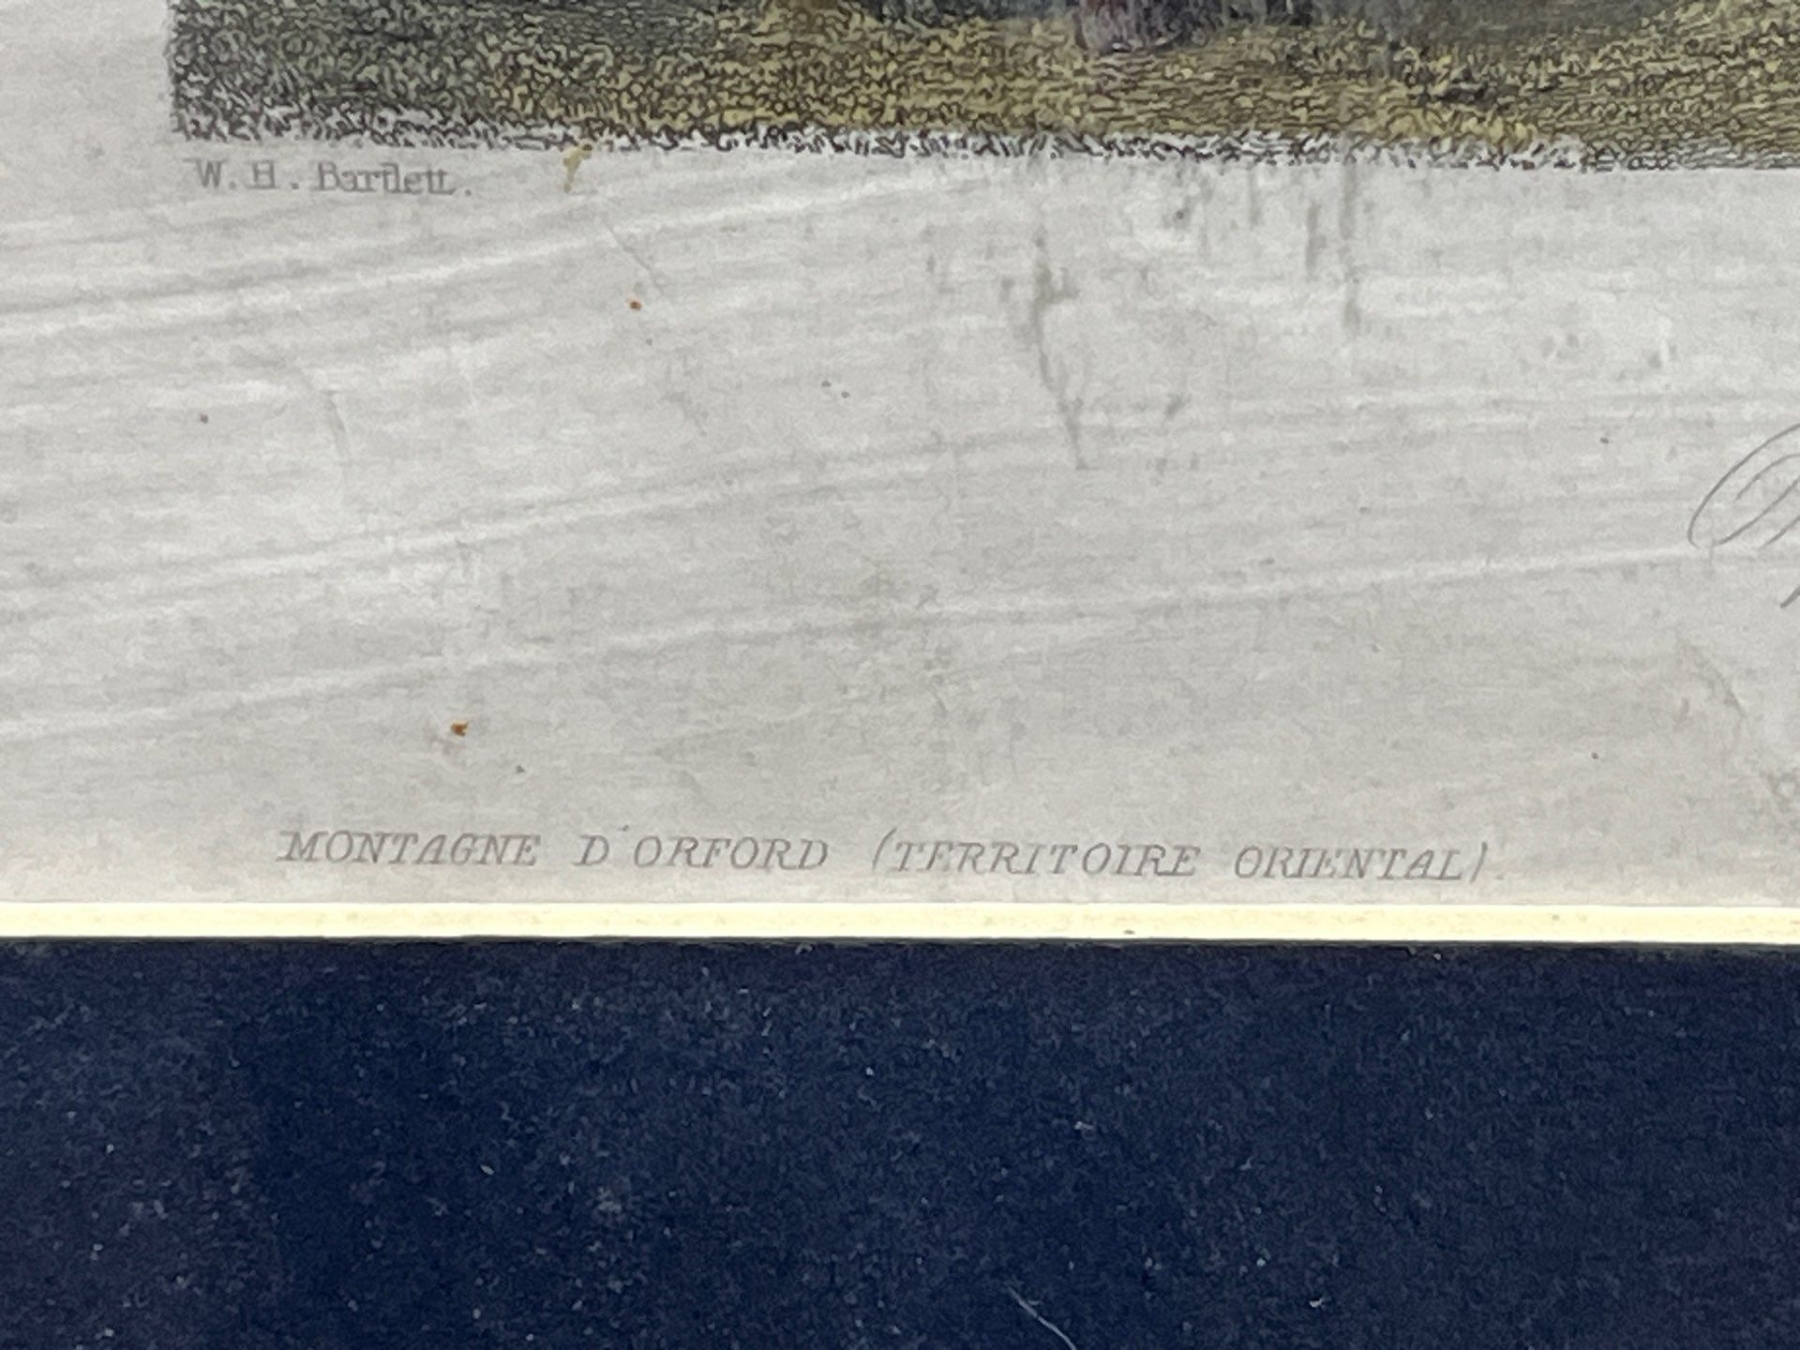 W. H. Bartlett.
MONTAGNE D'ORFORD (TERRITOIRE ORIENTAL).